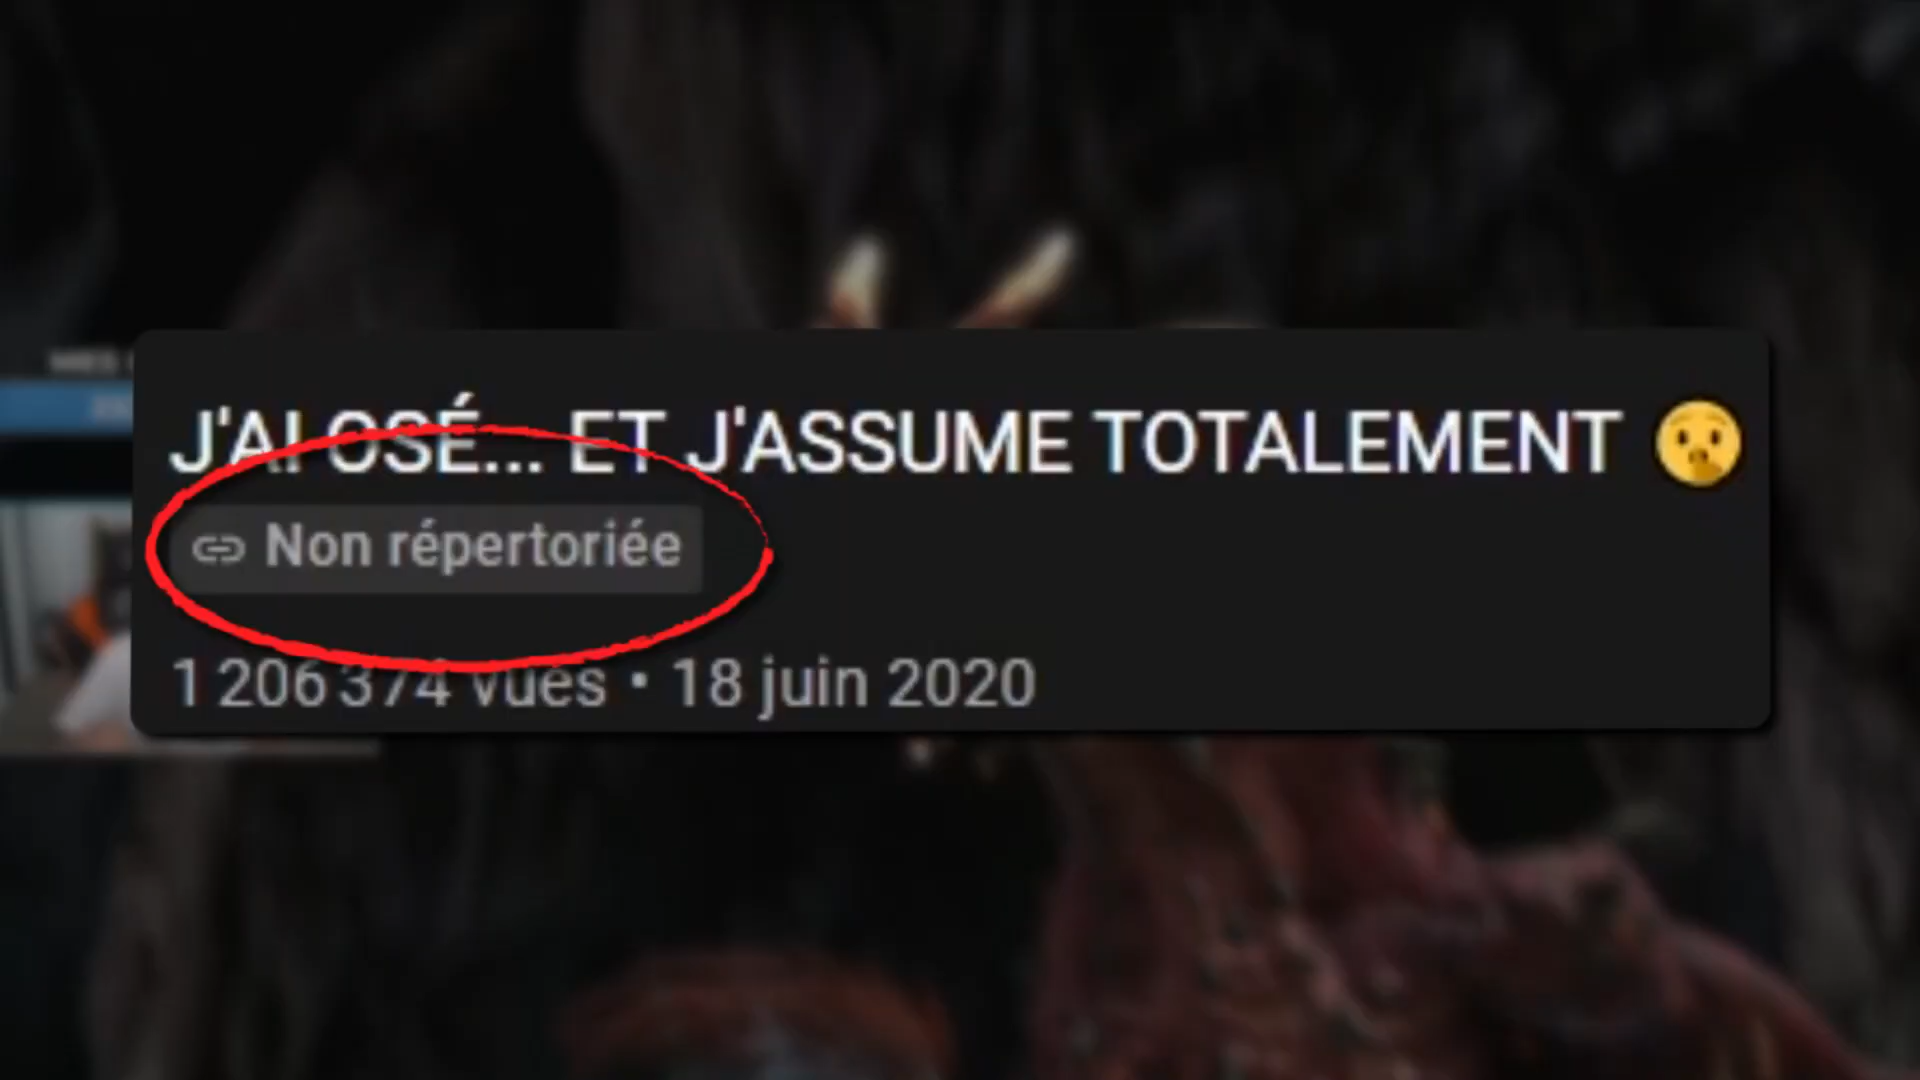 J'AI OSÉ... ET J'ASSUME TOTALEMENT 🫢
Non répertoriée
1 206 374 vues • 18 juin 2020